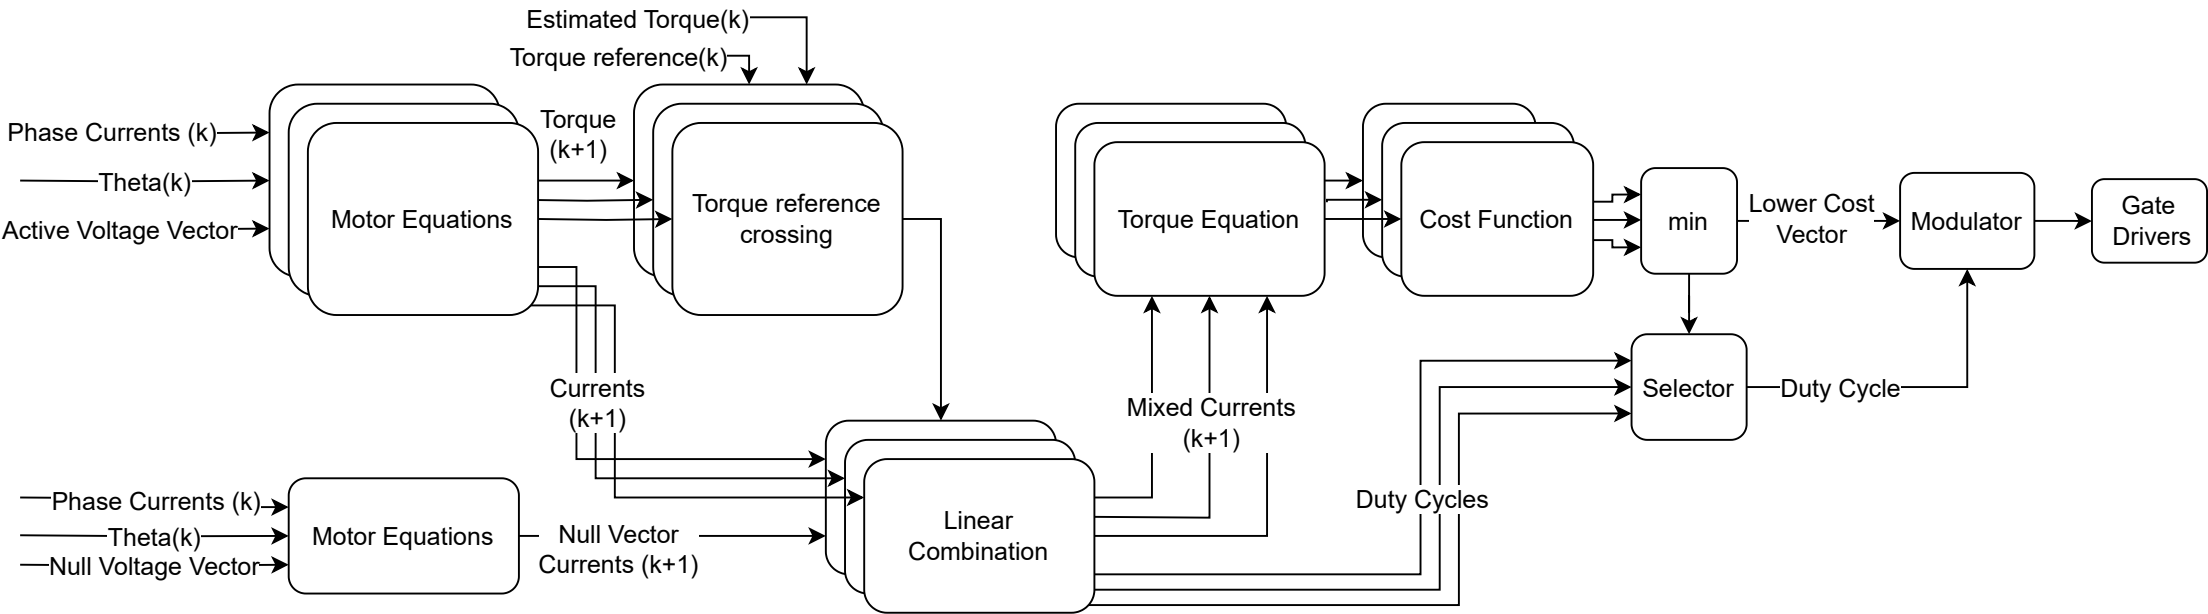 Estimated Torque(k)
Torque reference(k)
Phase Currents (k)
Theta(k)
Active Voltage Vector
Motor Equations
Torque
(k+1)
Torque reference
crossing
Torque Equation
Cost Function
min
Lower Cost
Vector
Modulator
Gate
Drivers
Currents
(k+1)
Mixed Currents
(k+1)
Selector
Duty Cycle
Phase Currents (k)
Theta(k)
Null Voltage Vector
Motor Equations
Null Vector
Currents (k+1)
Linear
Combination
Duty Cycles